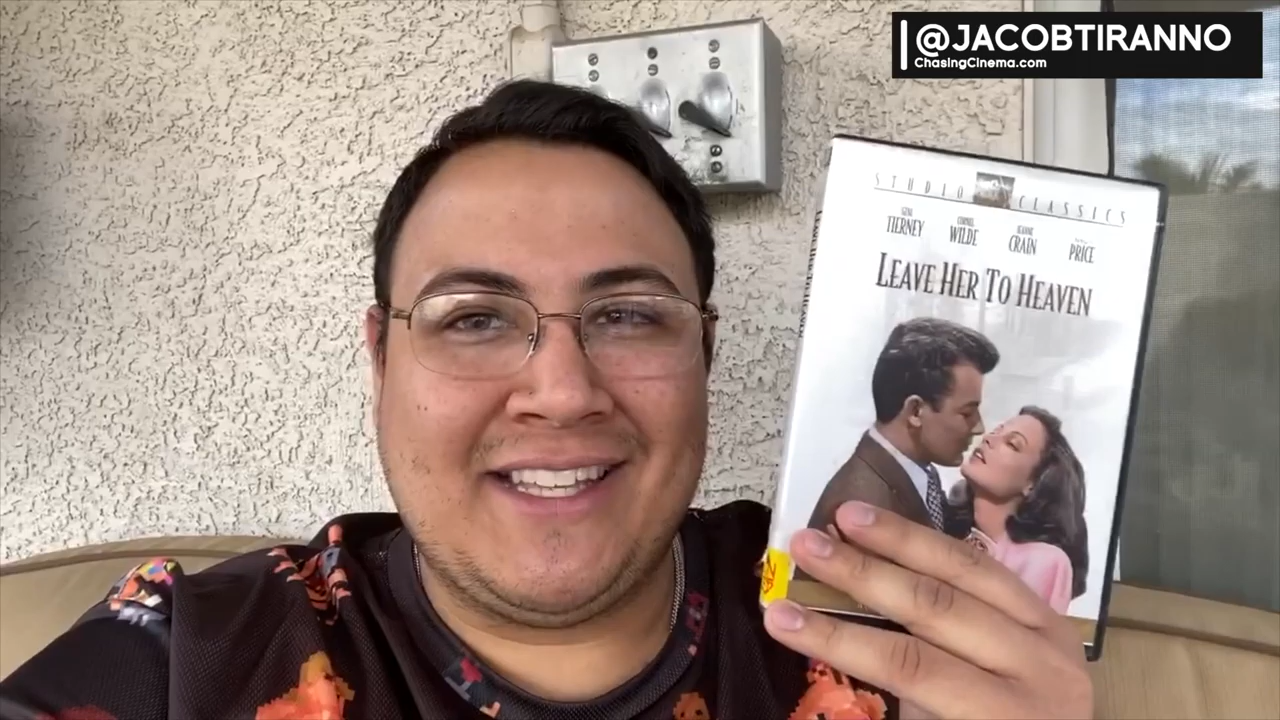 @JACOBTIRANNO
ChasingCinema.com
STUDIO CLASSICS
GENE TIERNEY
CORNEL WILDE
JEANNE CRAIN
PRICE
LEAVE HER TO HEAVEN